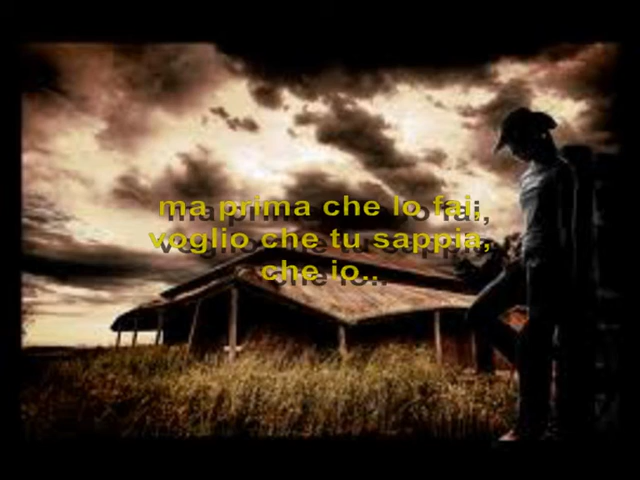 ma prima che lo fai,
voglio che tu sappia,
che io..